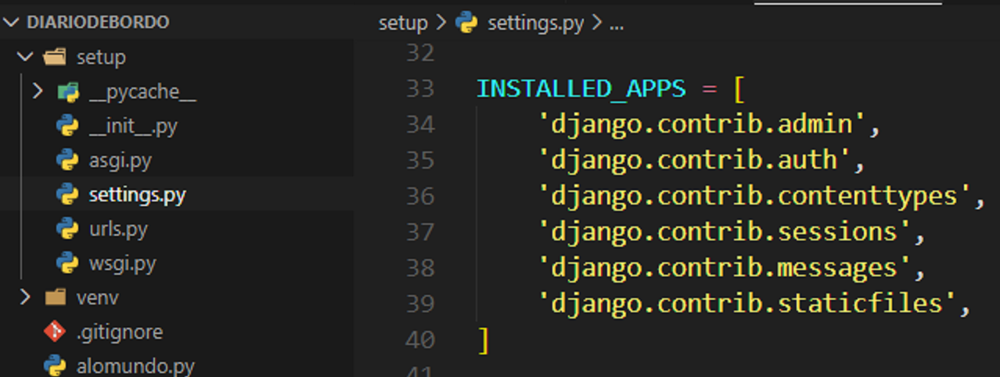 DIARIODEBORDO
setup
__pycache__
__init__.py
asgi.py
settings.py
urls.py
wsgi.py
venv
.gitignore
alomundo.py
setup > settings.py > ...
32
33 INSTALLED_APPS = [
34 'django.contrib.admin',
35 'django.contrib.auth',
36 'django.contrib.contenttypes',
37 'django.contrib.sessions',
38 'django.contrib.messages',
39 'django.contrib.staticfiles',
40 ]
41